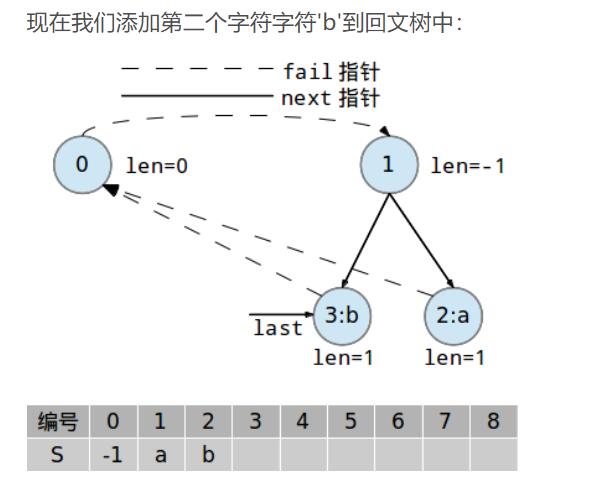 现在我们添加第二个字符字符'b'到回文树中：
fail 指针
next 指针
0 len=0 1 len=-1
last 3:b 2:a
len=1 len=1
编号 0 1 2 3 4 5 6 7 8
S -1 a b